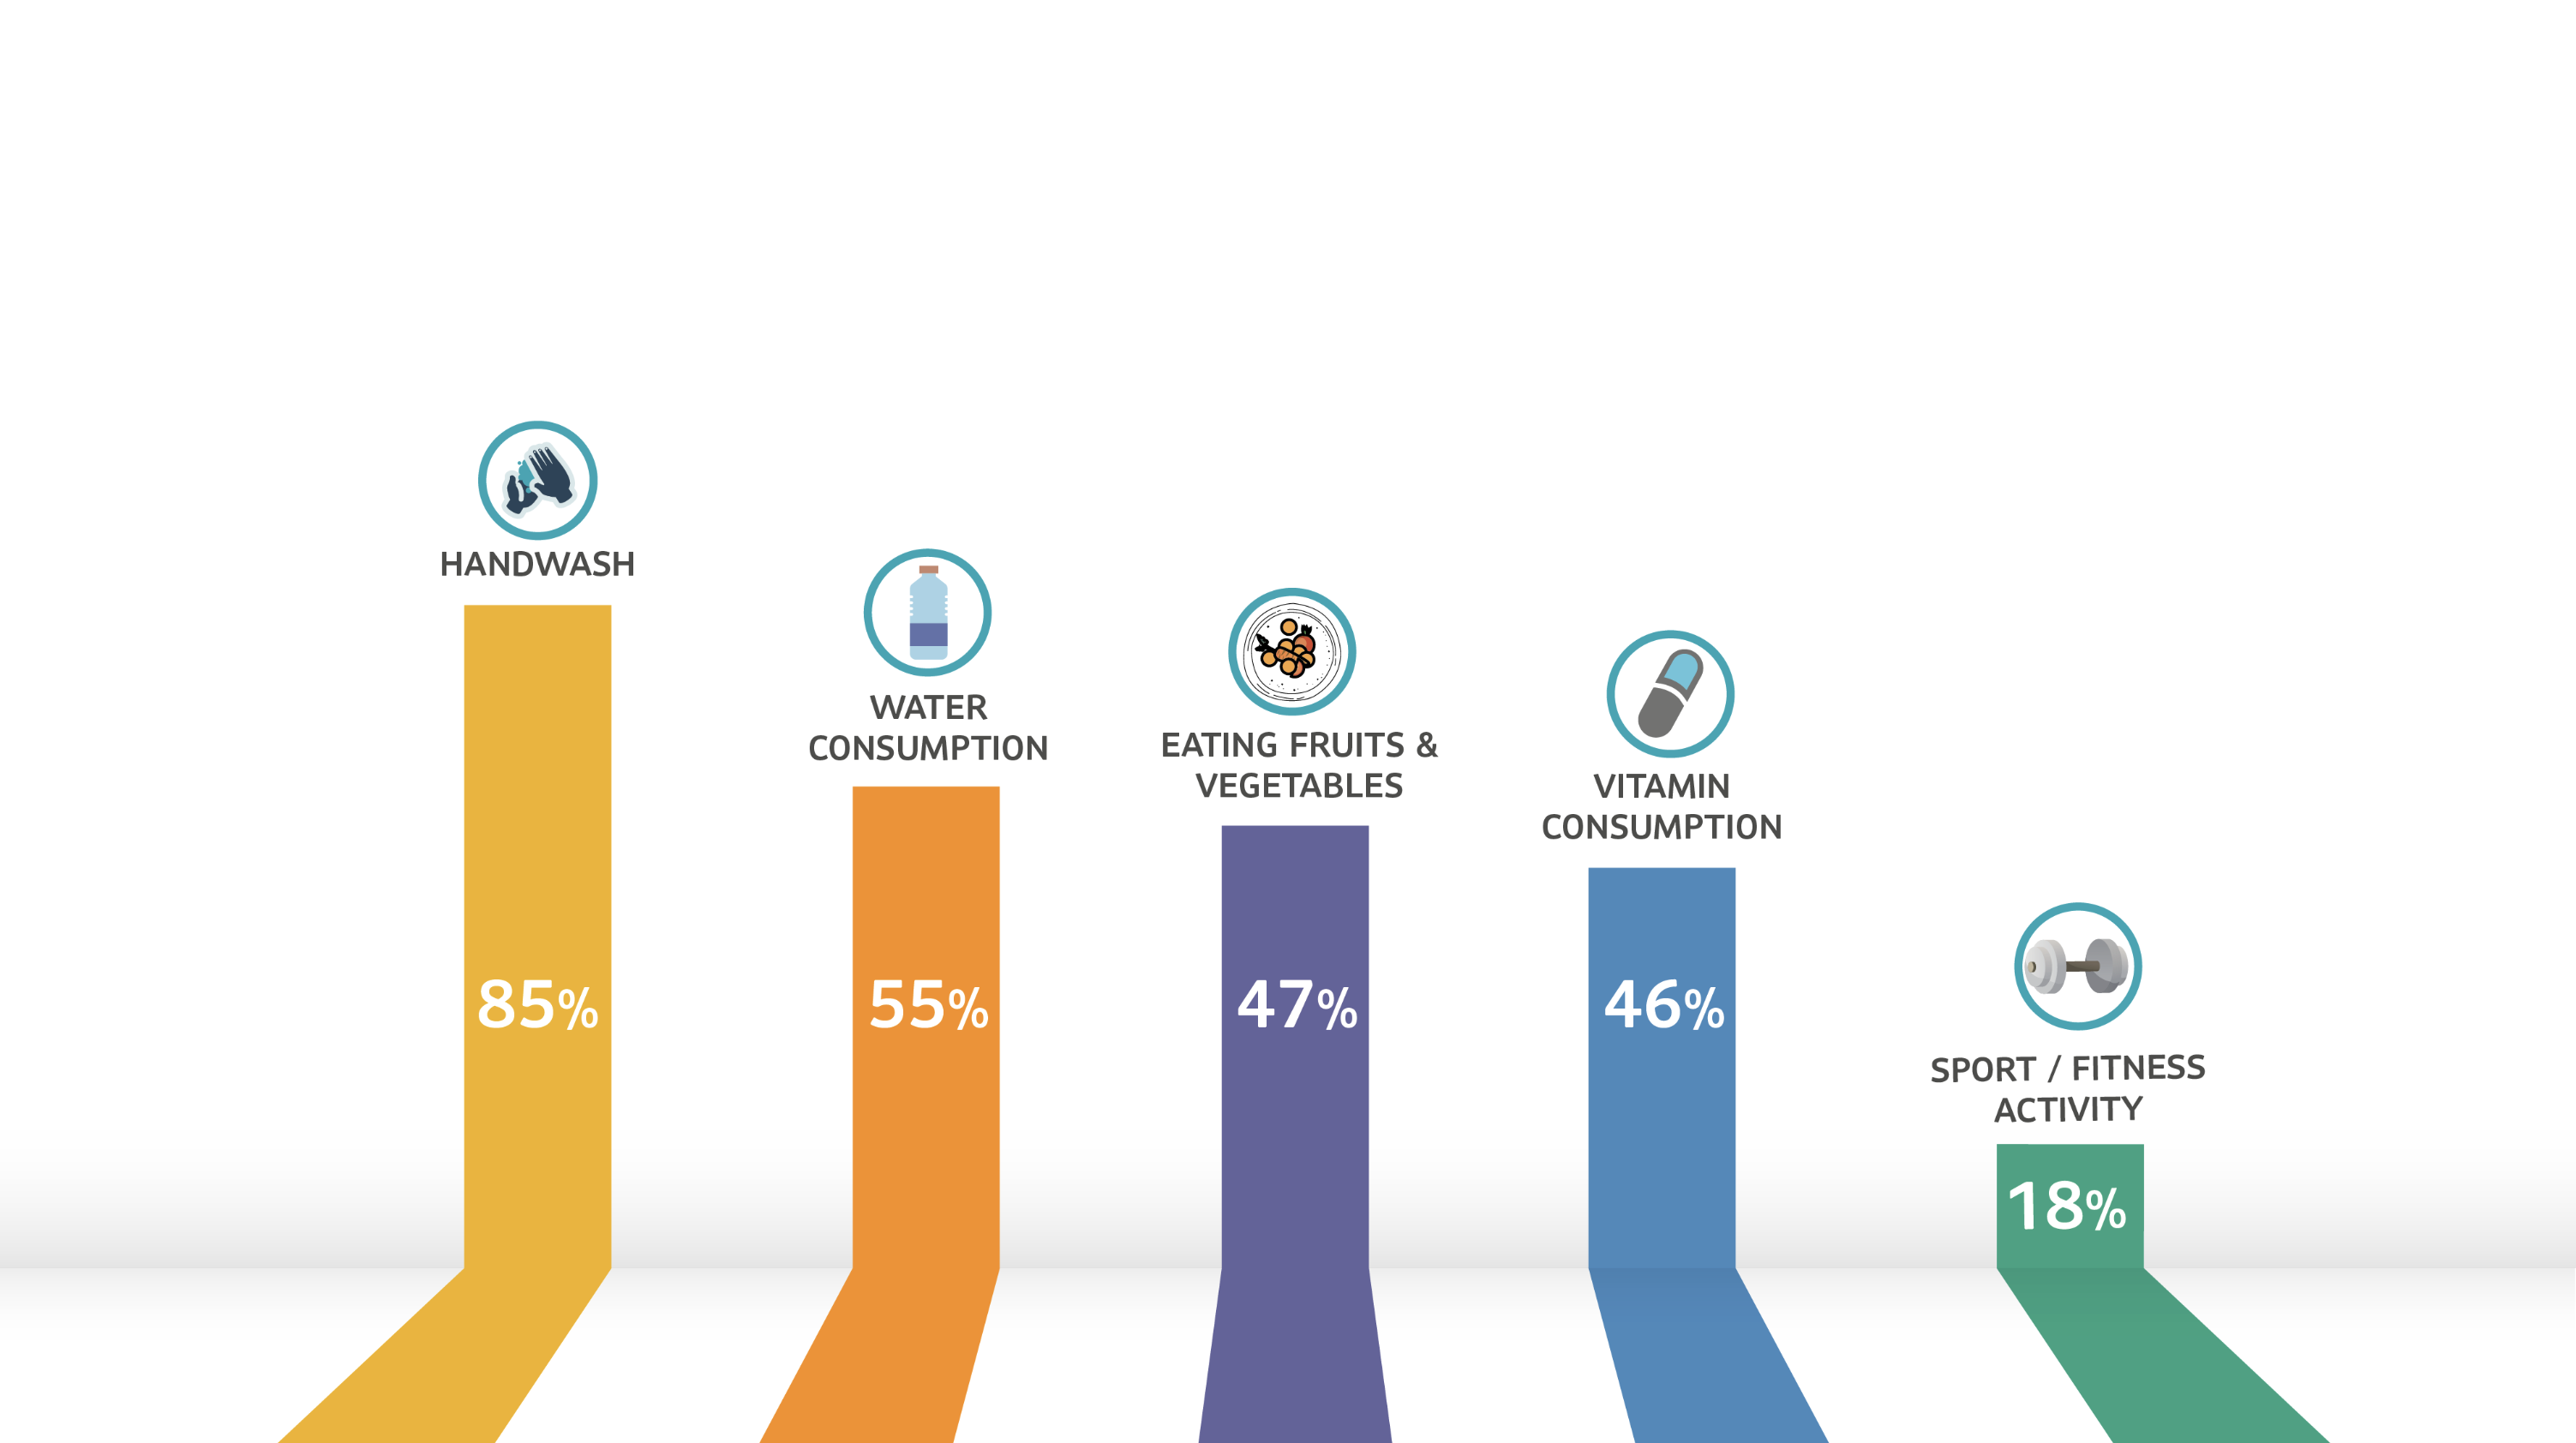 HANDWASH
85%
WATER
CONSUMPTION
55%
EATING FRUITS &
VEGETABLES
47%
VITAMIN
CONSUMPTION
46%
SPORT / FITNESS
ACTIVITY
18%